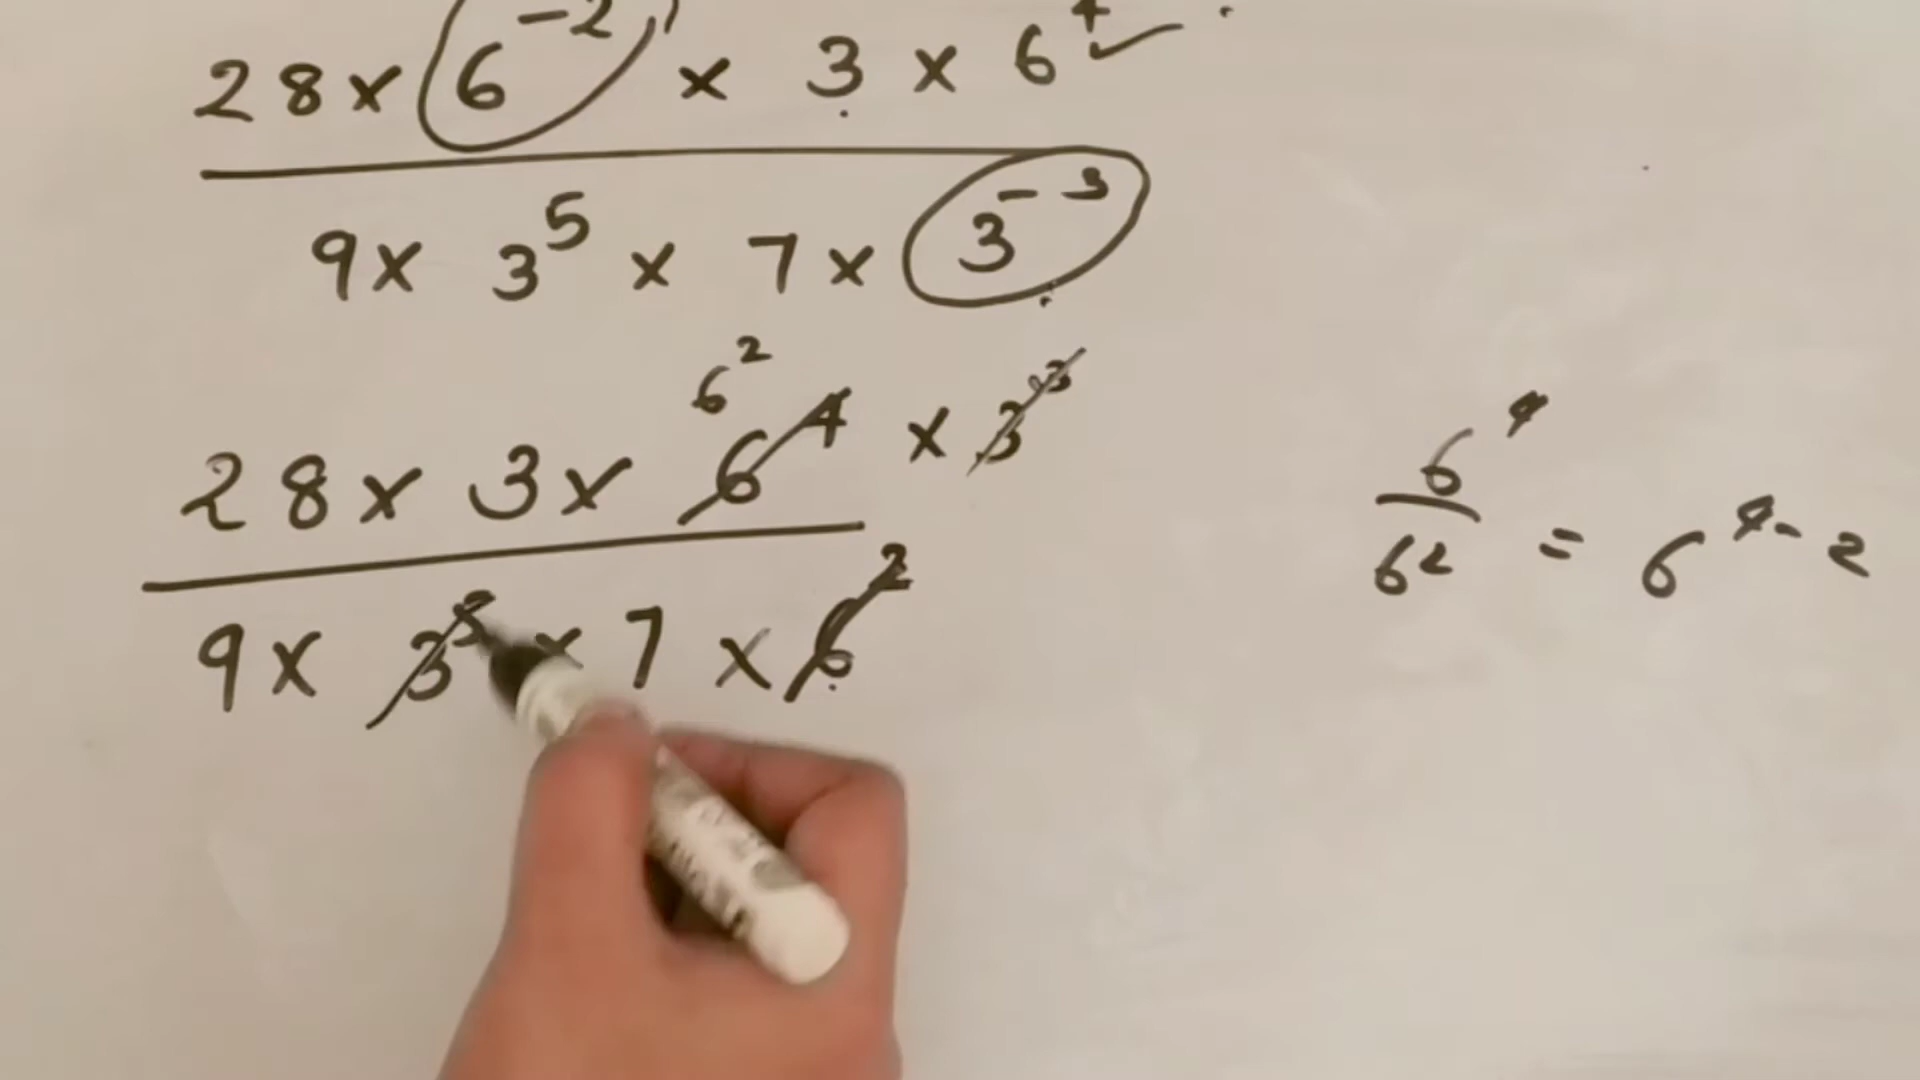 28 x 6⁻² x 3 x 6⁴
9 x 3⁵ x 7 x 3⁻³
6²
28 x 3 x 6⁴ x 3³
9 x 3⁵ x 7 x 6²
6⁴
6² = 6⁴⁻²